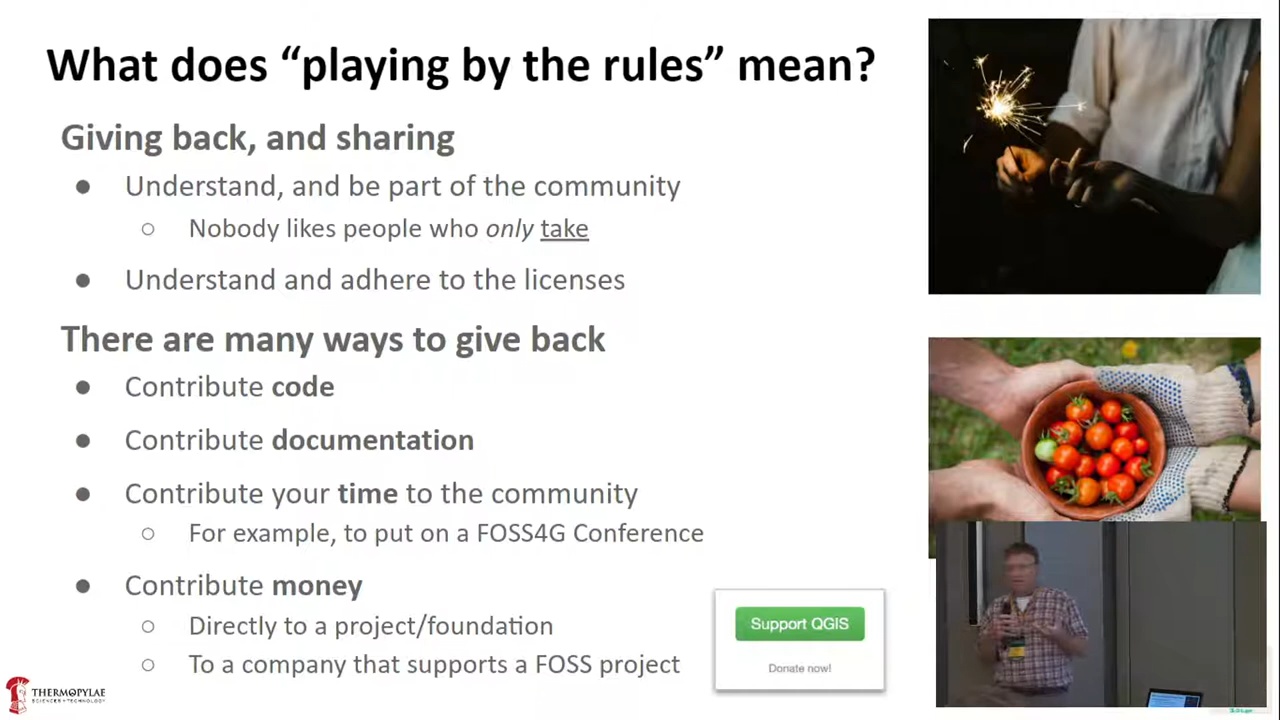 What does “playing by the rules” mean?
Giving back, and sharing
● Understand, and be part of the community
○ Nobody likes people who only take
● Understand and adhere to the licenses
There are many ways to give back
● Contribute code
● Contribute documentation
● Contribute your time to the community
○ For example, to put on a FOSS4G Conference
● Contribute money
○ Directly to a project/foundation
○ To a company that supports a FOSS project
Support QGIS
Donate now!
THERMOPYLAE
SCIENCES + TECHNOLOGY